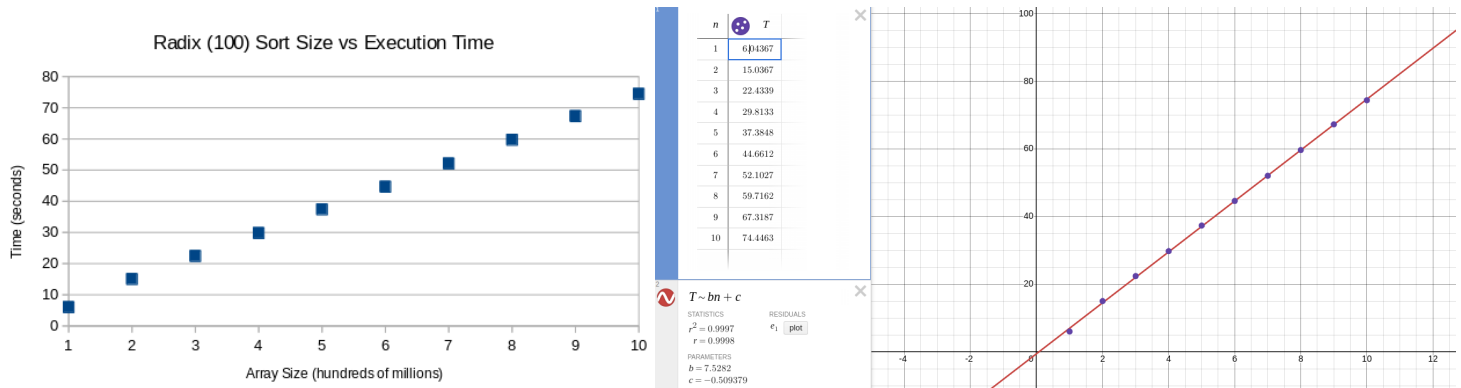 Radix (100) Sort Size vs Execution Time
80
70
60
50
40
30
20
10
0
1 2 3 4 5 6 7 8 9 10
Time (seconds)
Array Size (hundreds of millions)
1
n T
1 6.04367
2 15.0367
3 22.4339
4 29.8133
5 37.3848
6 44.6612
7 52.1027
8 59.7162
9 67.3187
10 74.4463
2
T ~ bn + c
STATISTICS RESIDUALS
r² = 0.9997 e₁ plot
r = 0.9998
PARAMETERS
b = 7.5282
c = −0.509379
100
80
60
40
20
-4 -2 0 2 4 6 8 10 12